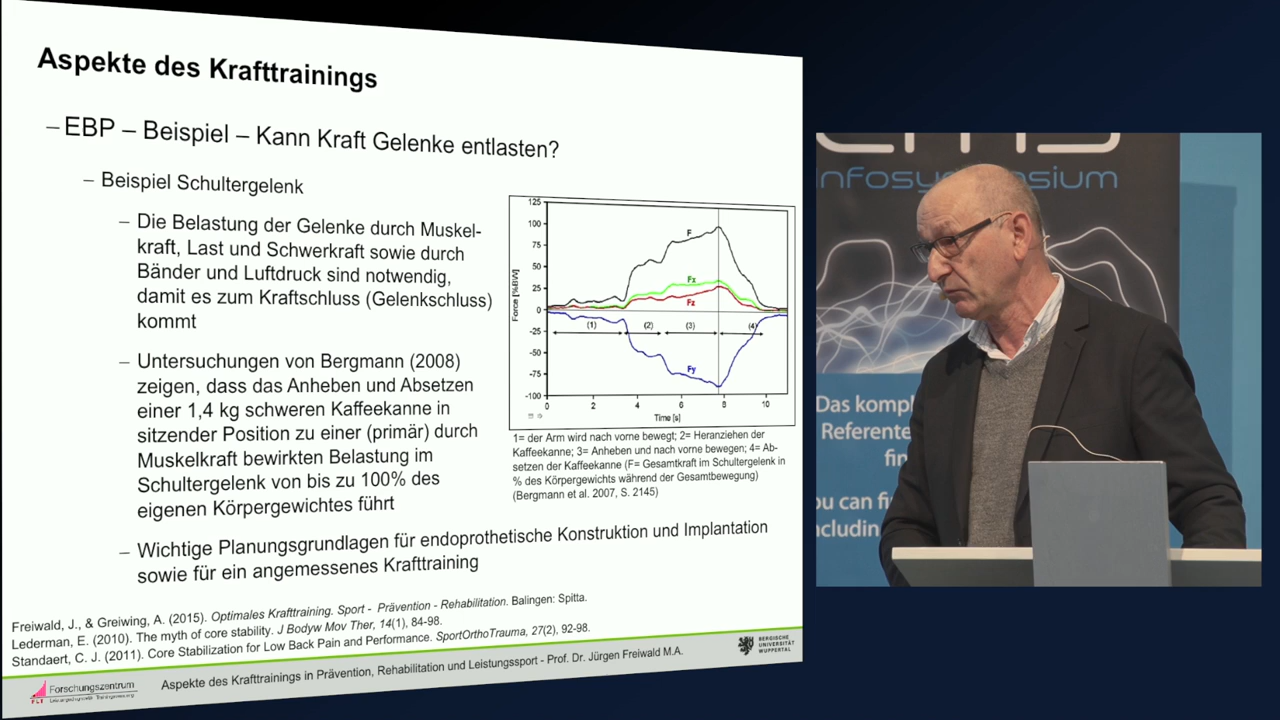 Aspekte des Krafttrainings
– EBP – Beispiel – Kann Kraft Gelenke entlasten?
– Beispiel Schultergelenk
– Die Belastung der Gelenke durch Muskel-
kraft, Last und Schwerkraft sowie durch
Bänder und Luftdruck sind notwendig,
damit es zum Kraftschluss (Gelenkschluss)
kommt
– Untersuchungen von Bergmann (2008)
zeigen, dass das Anheben und Absetzen
einer 1,4 kg schweren Kaffeekanne in
sitzender Position zu einer (primär) durch
Muskelkraft bewirkten Belastung im
Schultergelenk von bis zu 100% des
eigenen Körpergewichtes führt
– Wichtige Planungsgrundlagen für endoprothetische Konstruktion und Implantation
sowie für ein angemessenes Krafttraining
Force [%BW]
125
100
75
50
25
0
-25
-50
-75
-100
F
Fx
Fz
(1) (2) (3) (4)
Fy
0 2 4 6 8 10
Time [s]
1= der Arm wird nach vorne bewegt; 2= Heranziehen der
Kaffeekanne; 3= Anheben und nach vorne bewegen; 4= Ab-
setzen der Kaffeekanne (F= Gesamtkraft im Schultergelenk in
% des Körpergewichts während der Gesamtbewegung)
(Bergmann et al. 2007, S. 2145)
Freiwald, J., & Greiwing, A. (2015). Optimales Krafttraining. Sport - Prävention - Rehabilitation. Balingen: Spitta.
Lederman, E. (2010). The myth of core stability. J Bodyw Mov Ther, 14(1), 84-98.
Standaert, C. J. (2011). Core Stabilization for Low Back Pain and Performance. SportOrthoTrauma, 27(2), 92-98.
FLT
Forschungszentrum
Aspekte des Krafttrainings in Prävention, Rehabilitation und Leistungssport - Prof. Dr. Jürgen Freiwald M.A.
BERGISCHE
UNIVERSITÄT
WUPPERTAL
Das kompl
Referente
fin
ou can fi
includin